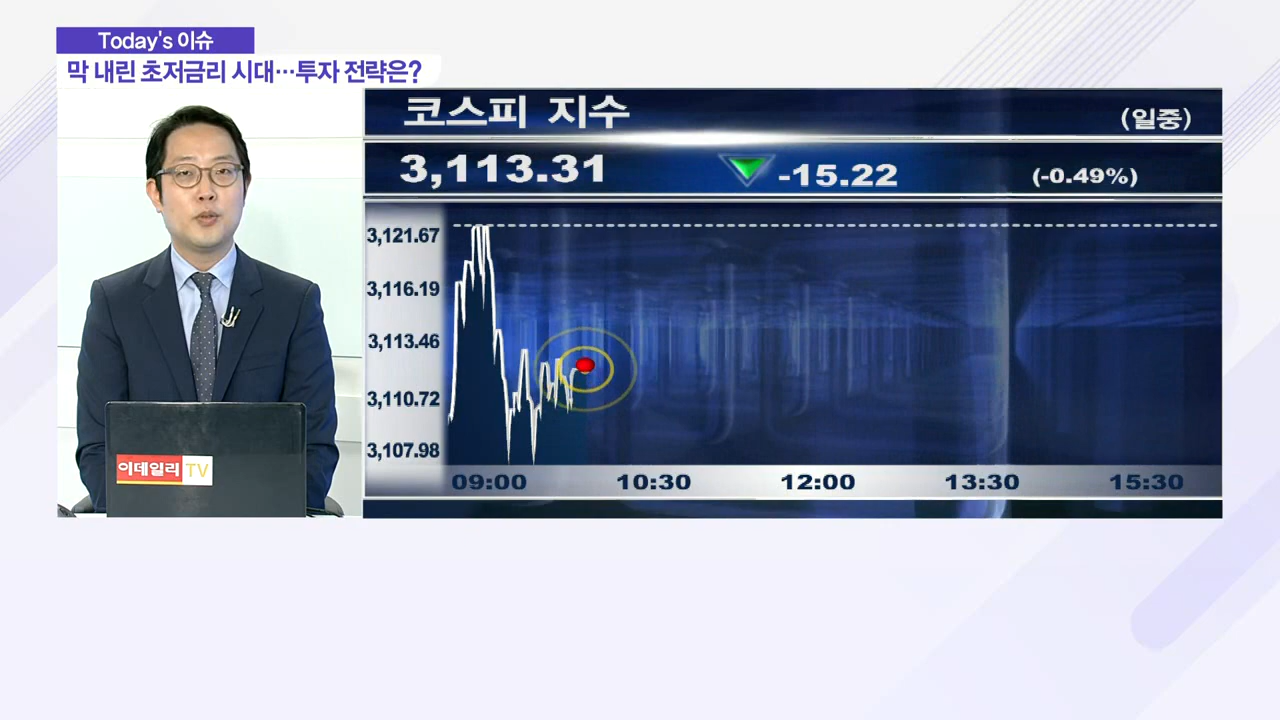 Today's 이슈
막 내린 초저금리 시대…투자 전략은?
코스피 지수 (일중)
3,113.31 -15.22 (-0.49%)
3,121.67
3,116.19
3,113.46
3,110.72
3,107.98
09:00 10:30 12:00 13:30 15:30
이데일리 TV